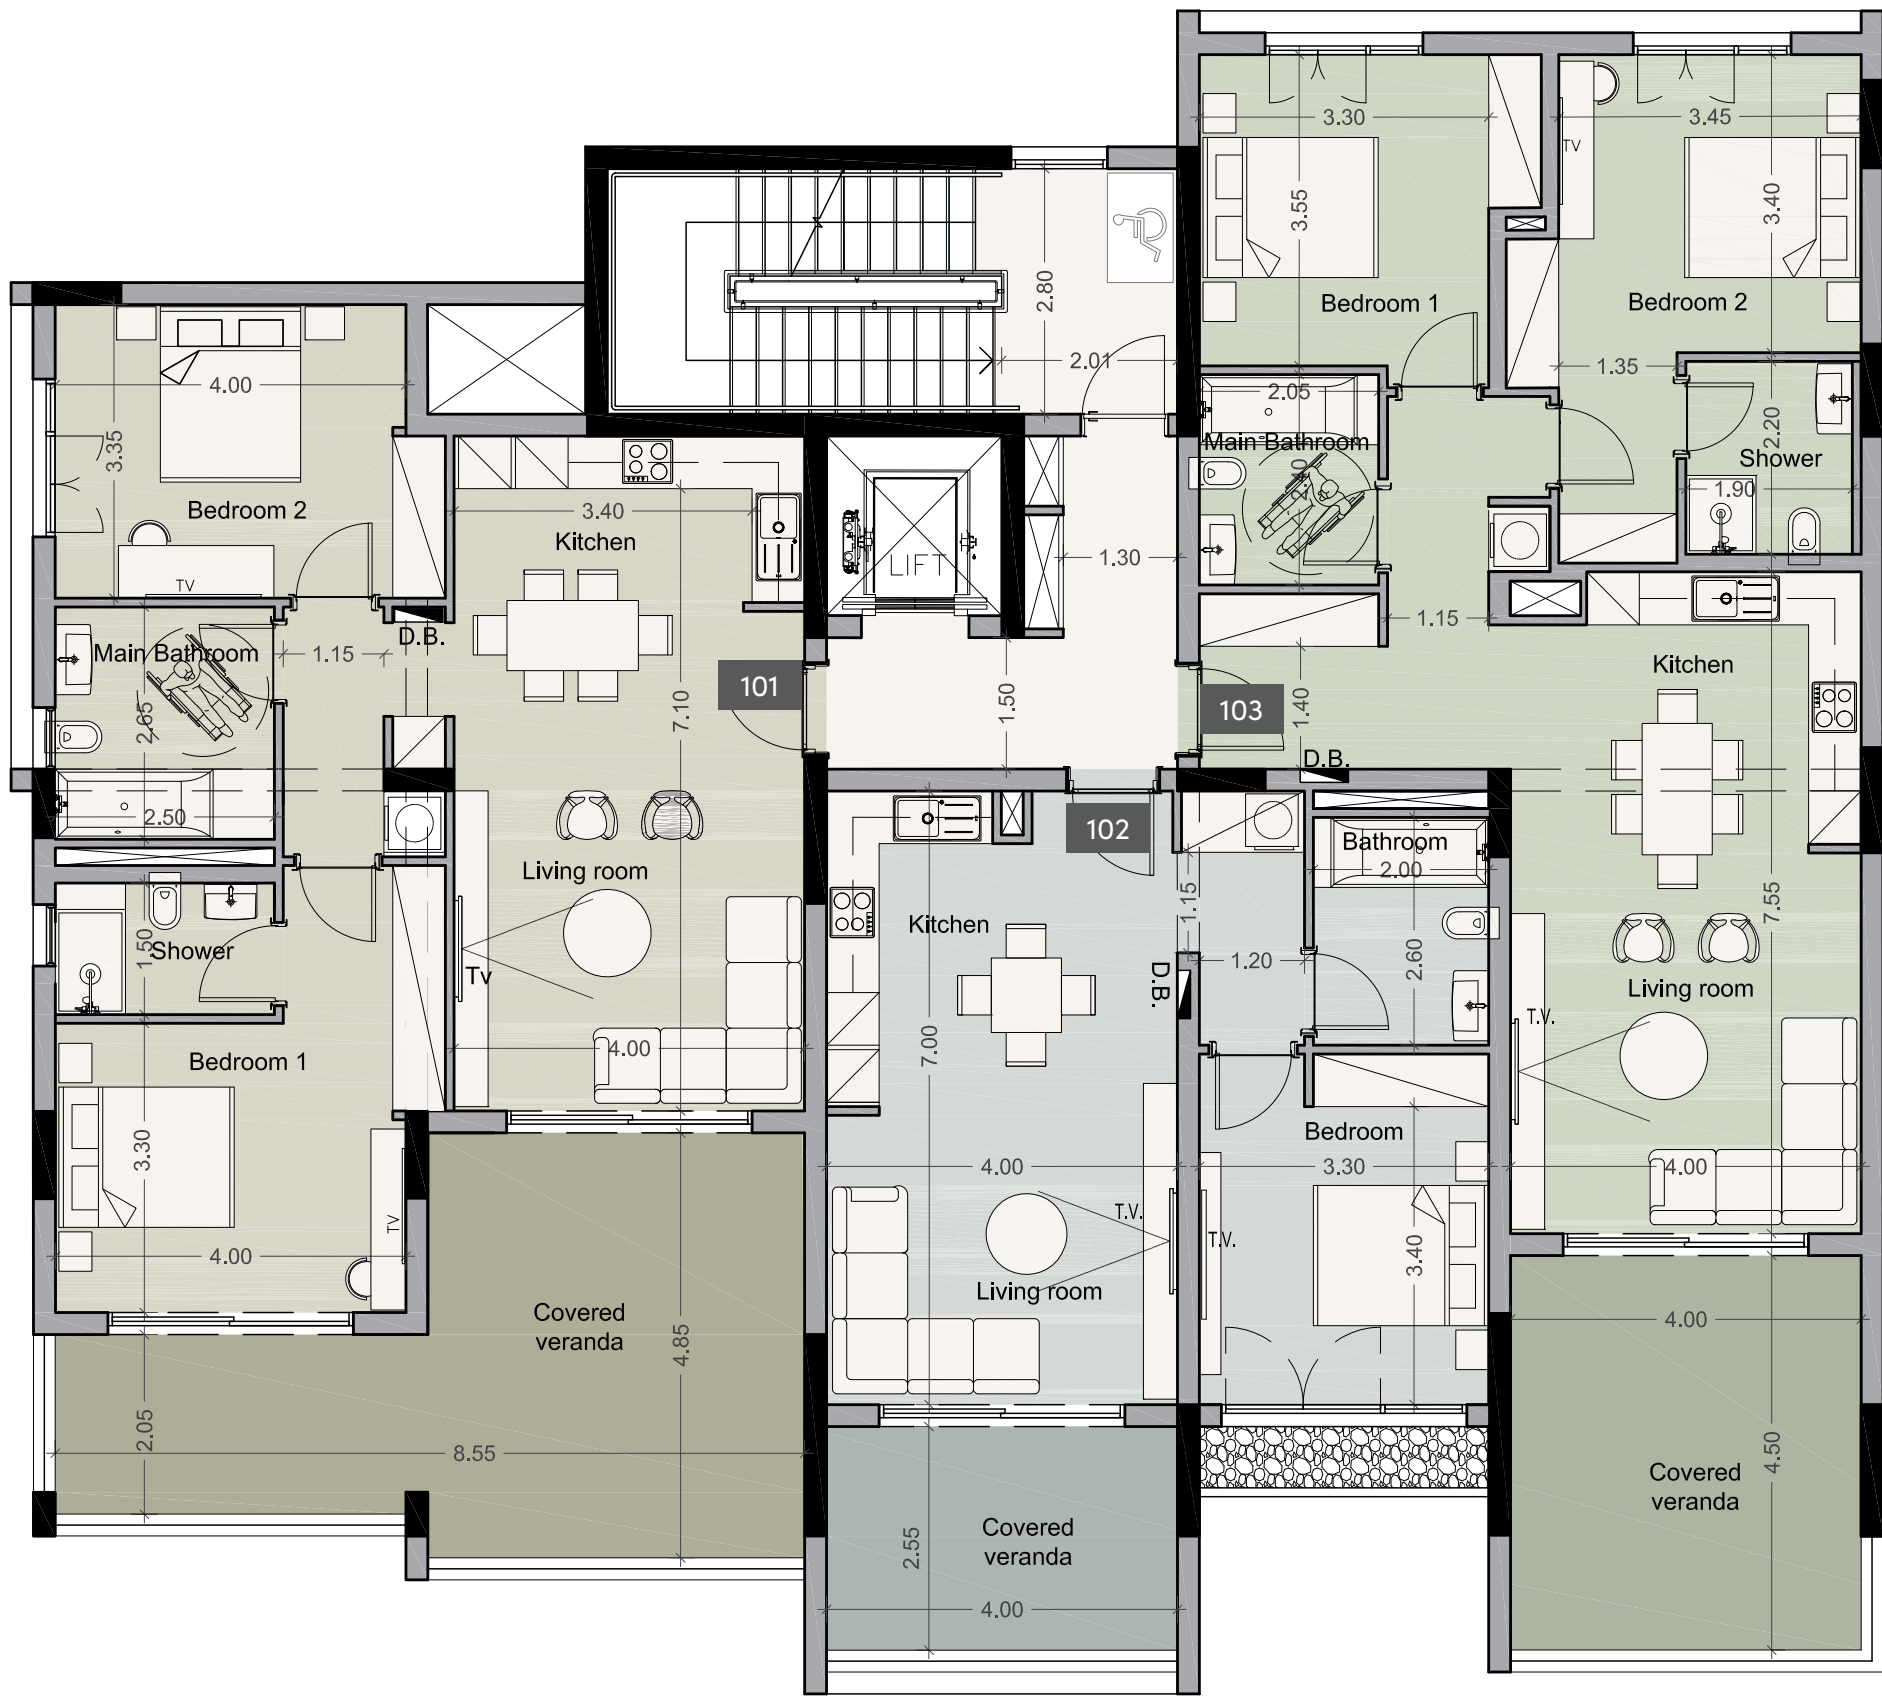 3.30
3.45
TV
3.55
3.40
Bedroom 1
Bedroom 2
2.80
2.01
1.35
2.05
Main Bathroom
2.40
2.20
Shower
1.90
4.00
3.35
Bedroom 2
TV
3.40
Kitchen
LIFT
1.30
D.B.
Main Bathroom
1.15
2.65
2.50
101
7.10
1.50
103
1.40
1.15
D.B.
Kitchen
102
Living room
Tv
4.00
Shower
1.50
Bedroom 1
3.30
4.00
TV
Kitchen
7.00
D.B.
1.15
1.20
Bathroom
2.00
2.60
7.55
Living room
T.V.
4.00
Bedroom
3.30
4.00
T.V.
T.V.
3.40
Living room
Covered
veranda
4.85
2.05
8.55
4.00
Covered
veranda
4.50
Covered
veranda
2.55
4.00